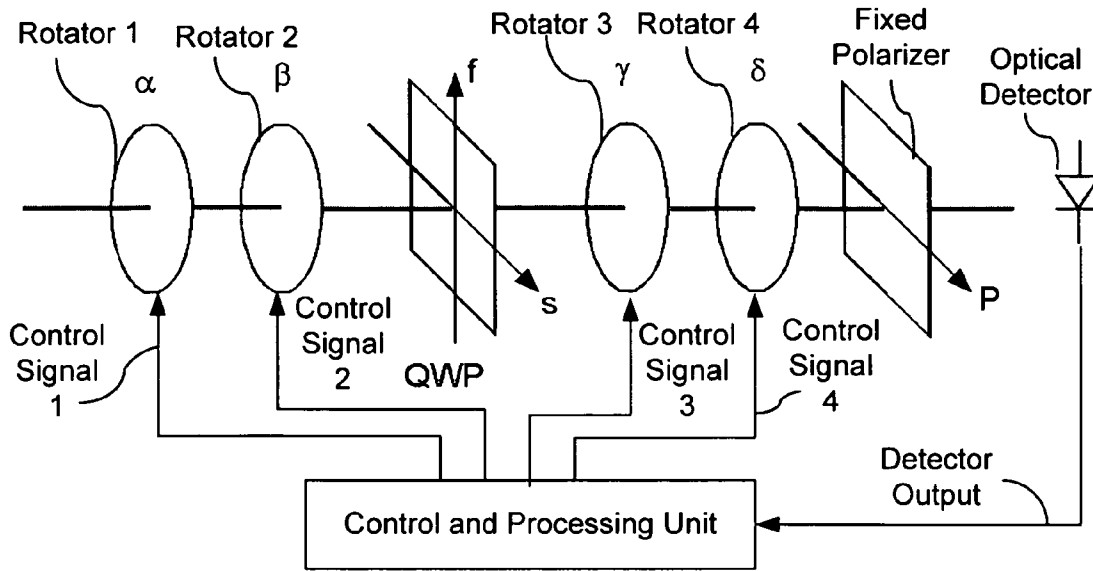 Rotator 1
α
Rotator 2
β
f
s
QWP
Rotator 3
γ
Rotator 4
δ
Fixed
Polarizer
P
Optical
Detector
Control
Signal
1
Control
Signal
2
Control
Signal
3
Control
Signal
4
Detector
Output
Control and Processing Unit